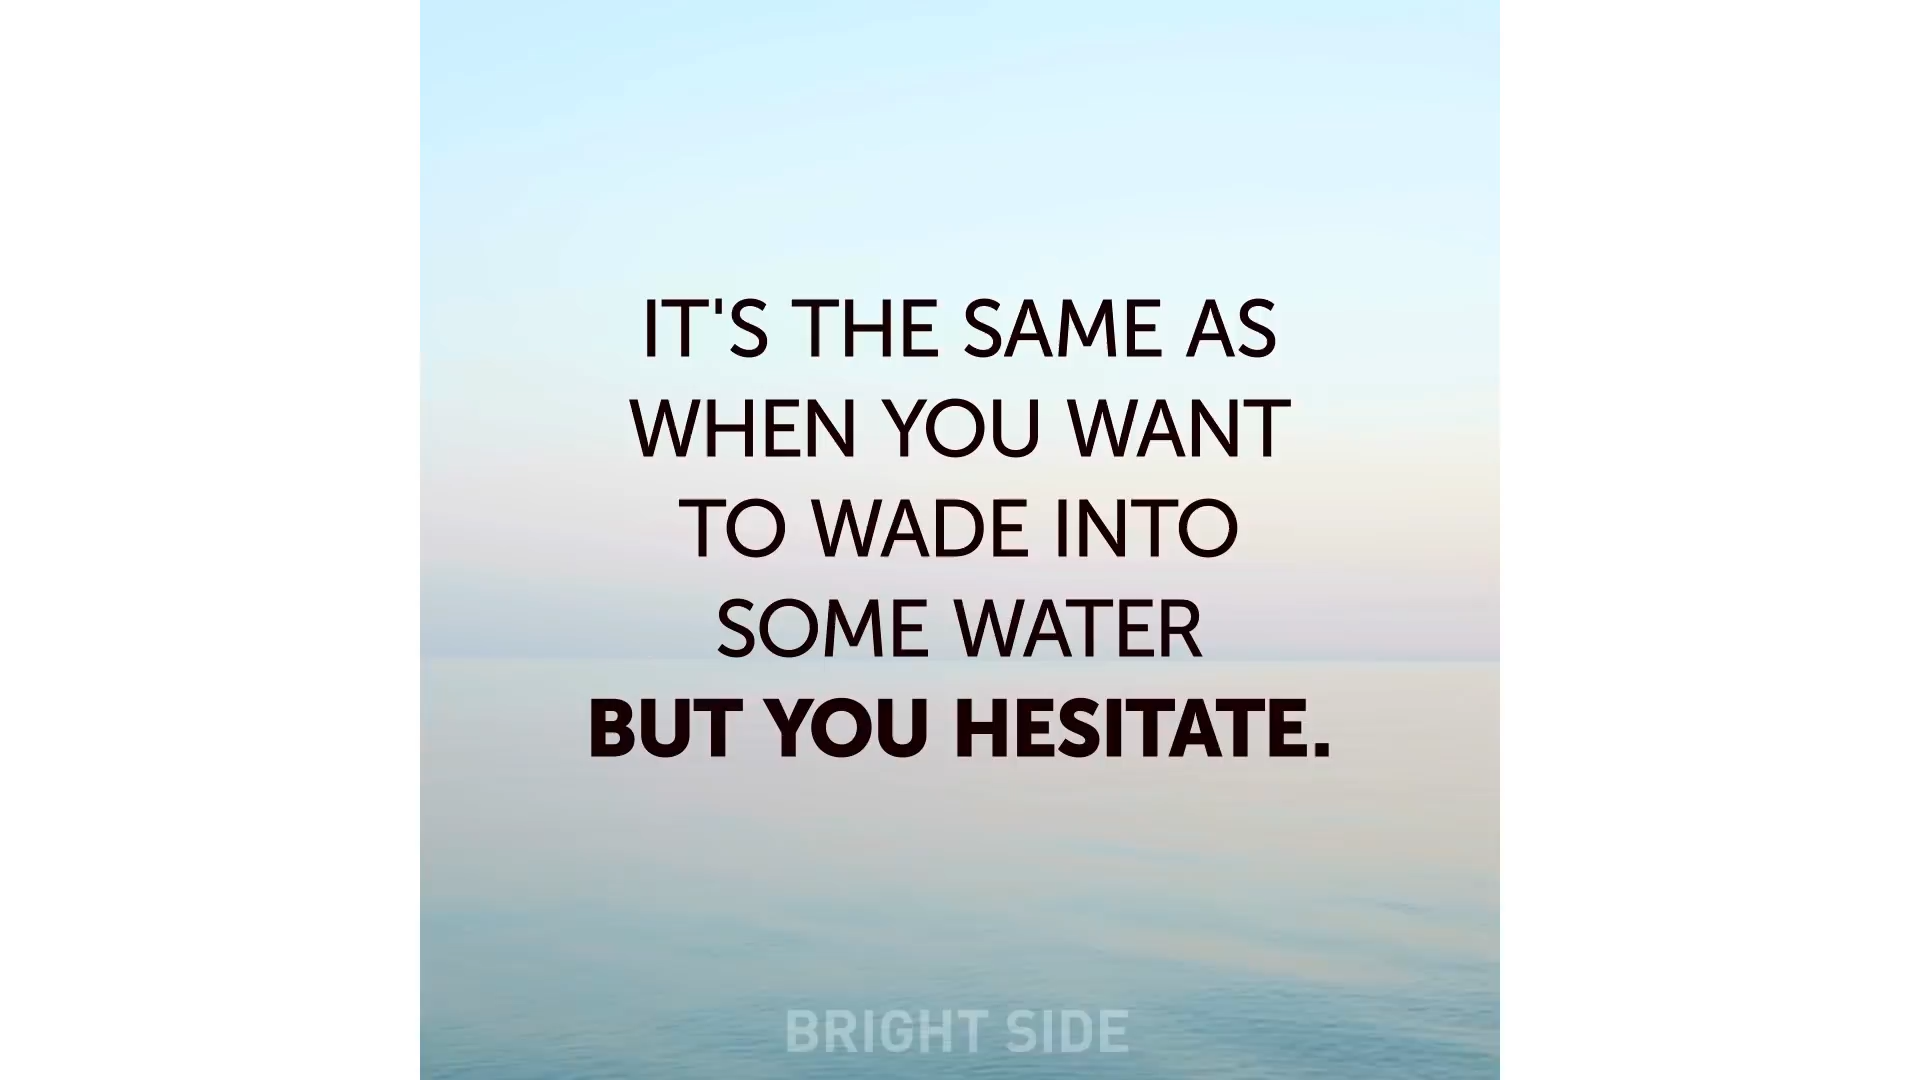 IT'S THE SAME AS
WHEN YOU WANT
TO WADE INTO
SOME WATER
BUT YOU HESITATE.
BRIGHT SIDE